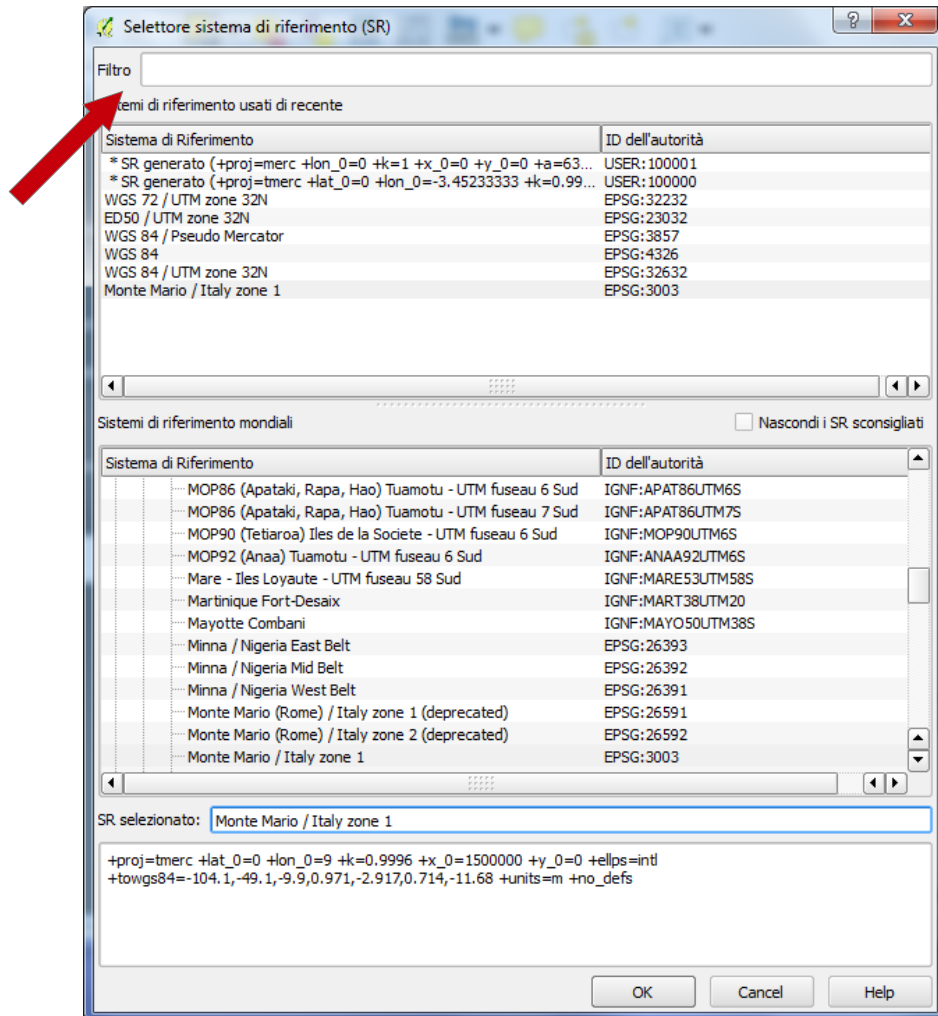 Selettore sistema di riferimento (SR)
Filtro
temi di riferimento usati di recente
Sistema di Riferimento ID dell'autorità
* SR generato (+proj=merc +lon_0=0 +k=1 +x_0=0 +y_0=0 +a=63... USER:100001
* SR generato (+proj=tmerc +lat_0=0 +lon_0=-3.45233333 +k=0.99... USER:100000
WGS 72 / UTM zone 32N EPSG:32232
ED50 / UTM zone 32N EPSG:23032
WGS 84 / Pseudo Mercator EPSG:3857
WGS 84 EPSG:4326
WGS 84 / UTM zone 32N EPSG:32632
Monte Mario / Italy zone 1 EPSG:3003
Sistemi di riferimento mondiali Nascondi i SR sconsigliati
Sistema di Riferimento ID dell'autorità
MOP86 (Apataki, Rapa, Hao) Tuamotu - UTM fuseau 6 Sud IGNF:APAT86UTM6S
MOP86 (Apataki, Rapa, Hao) Tuamotu - UTM fuseau 7 Sud IGNF:APAT86UTM7S
MOP90 (Tetiaroa) Iles de la Societe - UTM fuseau 6 Sud IGNF:MOP90UTM6S
MOP92 (Anaa) Tuamotu - UTM fuseau 6 Sud IGNF:ANAA92UTM6S
Mare - Iles Loyaute - UTM fuseau 58 Sud IGNF:MARE53UTM58S
Martinique Fort-Desaix IGNF:MART38UTM20
Mayotte Combani IGNF:MAYO50UTM38S
Minna / Nigeria East Belt EPSG:26393
Minna / Nigeria Mid Belt EPSG:26392
Minna / Nigeria West Belt EPSG:26391
Monte Mario (Rome) / Italy zone 1 (deprecated) EPSG:26591
Monte Mario (Rome) / Italy zone 2 (deprecated) EPSG:26592
Monte Mario / Italy zone 1 EPSG:3003
SR selezionato: Monte Mario / Italy zone 1
+proj=tmerc +lat_0=0 +lon_0=9 +k=0.9996 +x_0=1500000 +y_0=0 +ellps=intl
+towgs84=-104.1,-49.1,-9.9,0.971,-2.917,0.714,-11.68 +units=m +no_defs
OK Cancel Help